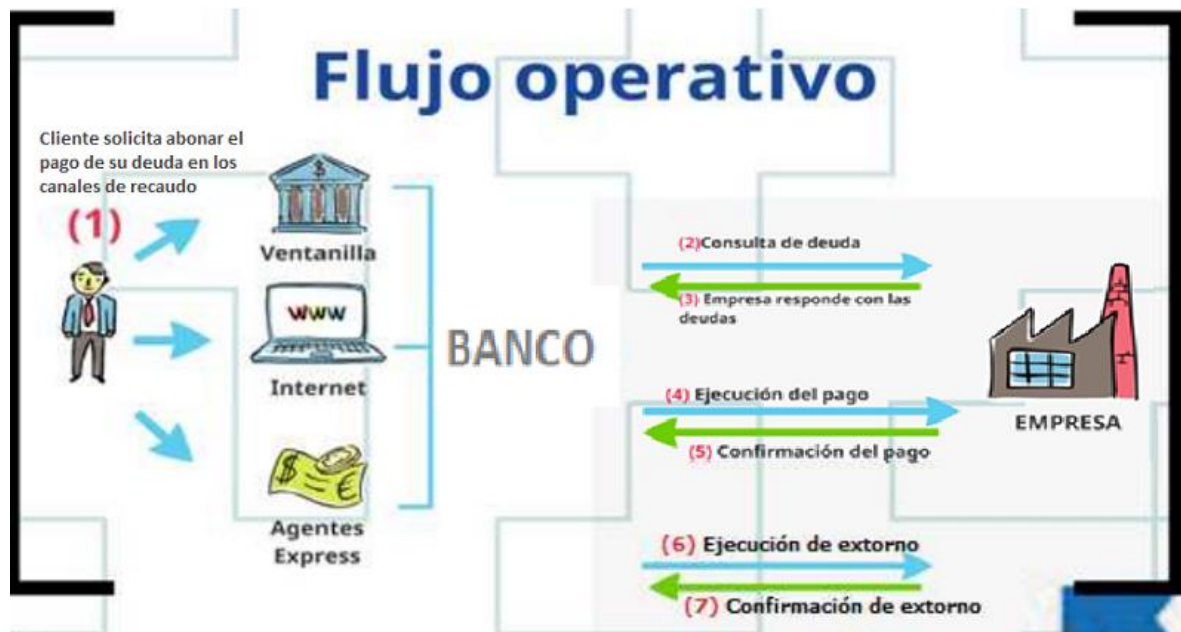 Flujo operativo
Cliente solicita abonar el
pago de su deuda en los
canales de recaudo
(1)
$
Ventanilla
www
Internet
$ €
Agentes
Express
BANCO
(2)Consulta de deuda
(3) Empresa responde con las
deudas
(4) Ejecución del pago
(5) Confirmación del pago
EMPRESA
(6) Ejecución de extorno
(7) Confirmación de extorno